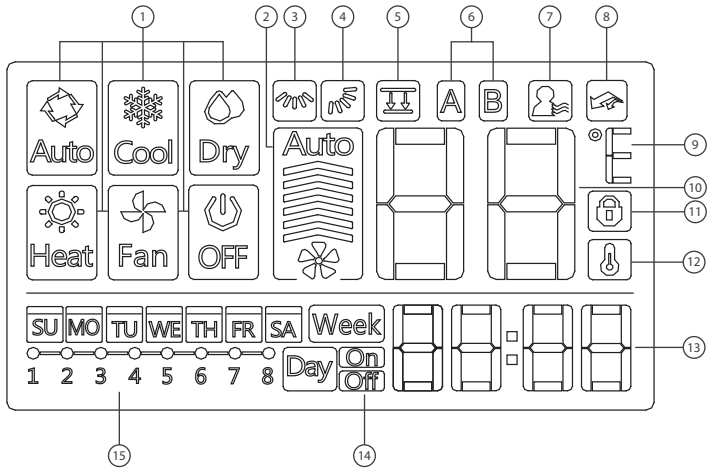 1 2 3 4 5 6 7 8
Auto Cool Dry
A B
Auto
9
10
Heat Fan OFF
11
12
SU MO TU WE TH FR SA Week
Day On
Off
1 2 3 4 5 6 7 8
88:88
13
15 14